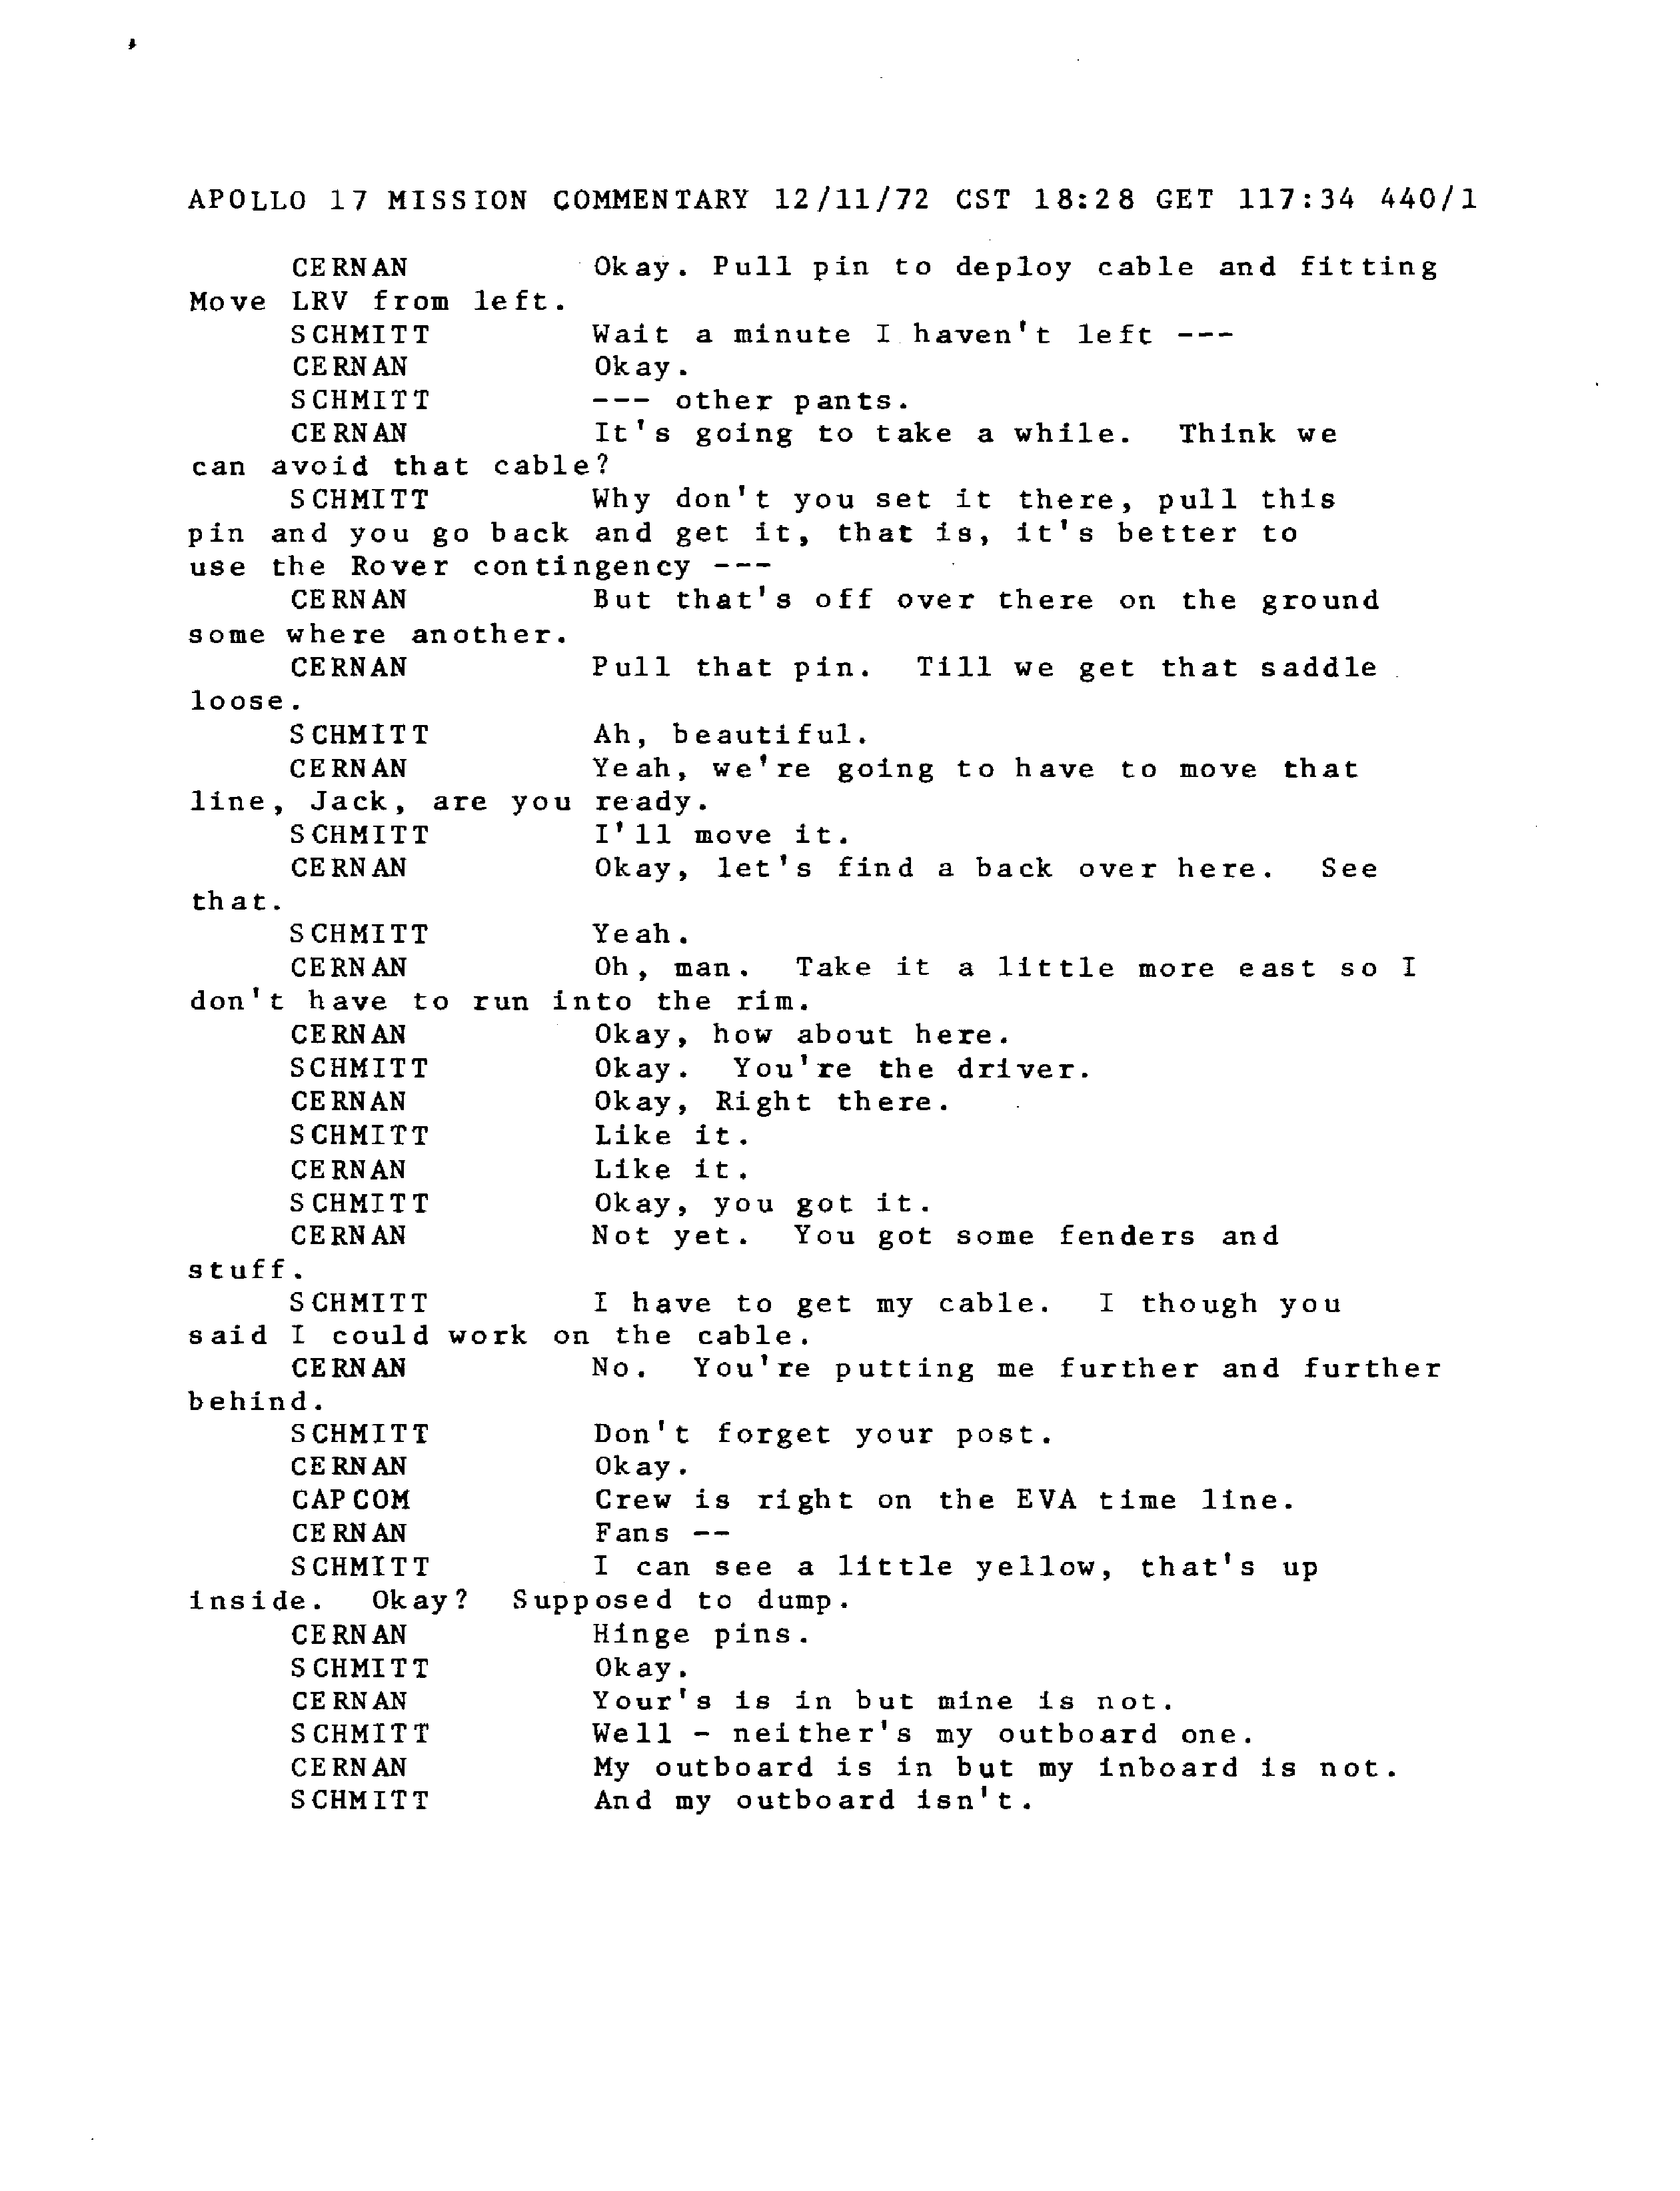 APOLLO 17 MISSION COMMENTARY 12/11/72 CST 18:28 GET 117:34 440/1
CERNAN Okay. Pull pin to deploy cable and fitting
Move LRV from left.
SCHMITT Wait a minute I haven't left ---
CERNAN Okay.
SCHMITT --- other pants.
CERNAN It's going to take a while. Think we
can avoid that cable?
SCHMITT Why don't you set it there, pull this
pin and you go back and get it, that is, it's better to
use the Rover contingency ---
CERNAN But that's off over there on the ground
some where another.
CERNAN Pull that pin. Till we get that saddle
loose.
SCHMITT Ah, beautiful.
CERNAN Yeah, we're going to have to move that
line, Jack, are you ready.
SCHMITT I'll move it.
CERNAN Okay, let's find a back over here. See
that.
SCHMITT Yeah.
CERNAN Oh, man. Take it a little more east so I
don't have to run into the rim.
CERNAN Okay, how about here.
SCHMITT Okay. You're the driver.
CERNAN Okay, Right there.
SCHMITT Like it.
CERNAN Like it.
SCHMITT Okay, you got it.
CERNAN Not yet. You got some fenders and
stuff.
SCHMITT I have to get my cable. I though you
said I could work on the cable.
CERNAN No. You're putting me further and further
behind.
SCHMITT Don't forget your post.
CERNAN Okay.
CAPCOM Crew is right on the EVA time line.
CERNAN Fans --
SCHMITT I can see a little yellow, that's up
inside. Okay? Supposed to dump.
CERNAN Hinge pins.
SCHMITT Okay.
CERNAN Your's is in but mine is not.
SCHMITT Well - neither's my outboard one.
CERNAN My outboard is in but my inboard is not.
SCHMITT And my outboard isn't.